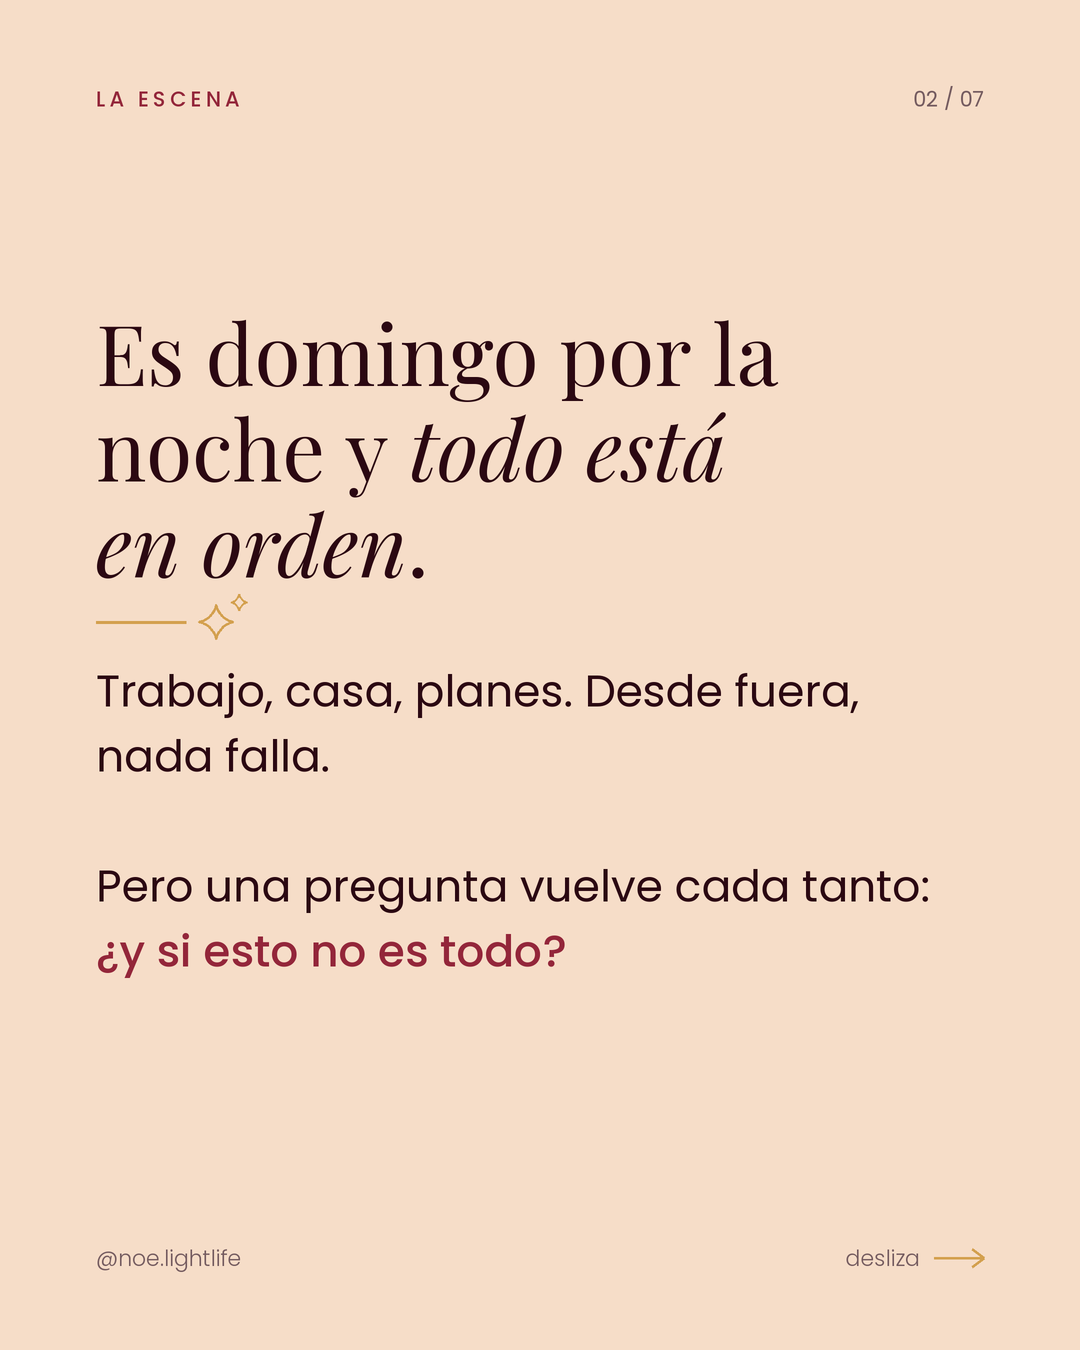 LA ESCENA
02 / 07
Es domingo por la
noche y todo está
en orden.
Trabajo, casa, planes. Desde fuera,
nada falla.
Pero una pregunta vuelve cada tanto:
¿y si esto no es todo?
@noe.lightlife
desliza